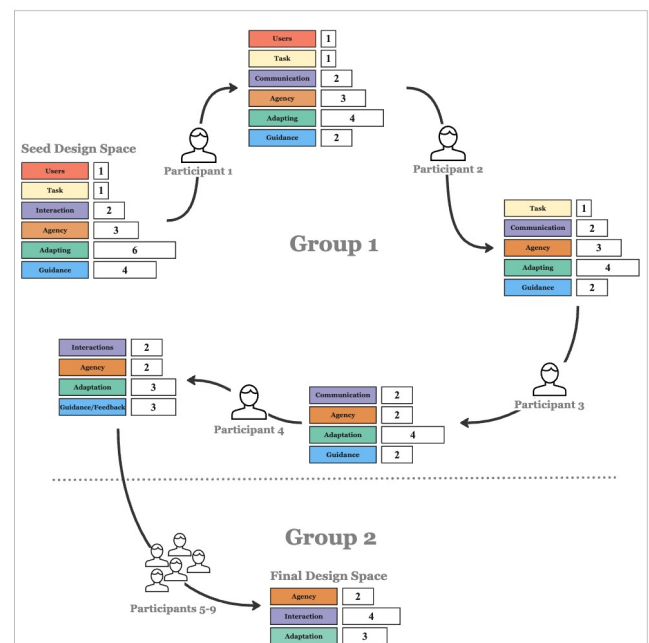 Users 1
Task 1
Communication 2
Agency 3
Adapting 4
Guidance 2
Participant 1
Participant 2
Seed Design Space
Users 1
Task 1
Interaction 2
Agency 3
Adapting 6
Guidance 4
Group 1
Task 1
Communication 2
Agency 3
Adapting 4
Guidance 2
Participant 3
Communication 2
Agency 2
Adaptation 4
Guidance 2
Participant 4
Interactions 2
Agency 2
Adaptation 3
Guidance/Feedback 3
Group 2
Participants 5-9
Final Design Space
Agency 2
Interaction 4
Adaptation 3